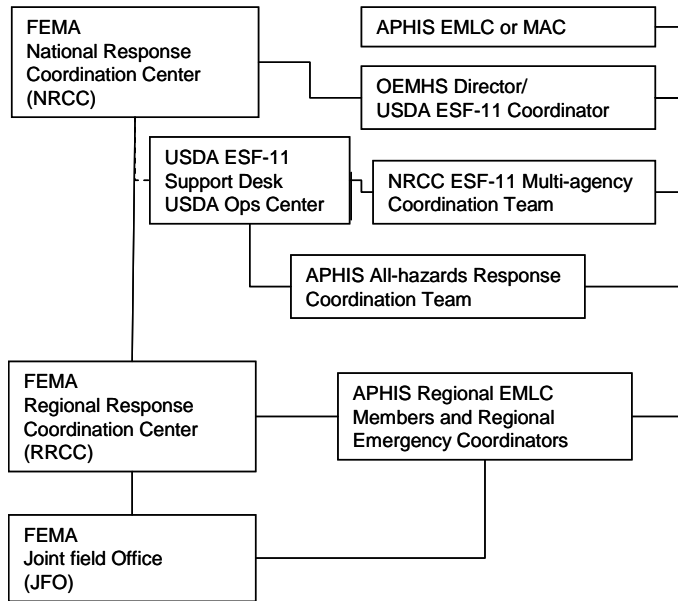 FEMA
National Response
Coordination Center
(NRCC)
APHIS EMLC or MAC
OEMHS Director/
USDA ESF-11 Coordinator
USDA ESF-11
Support Desk
USDA Ops Center
NRCC ESF-11 Multi-agency
Coordination Team
APHIS All-hazards Response
Coordination Team
FEMA
Regional Response
Coordination Center
(RRCC)
APHIS Regional EMLC
Members and Regional
Emergency Coordinators
FEMA
Joint field Office
(JFO)